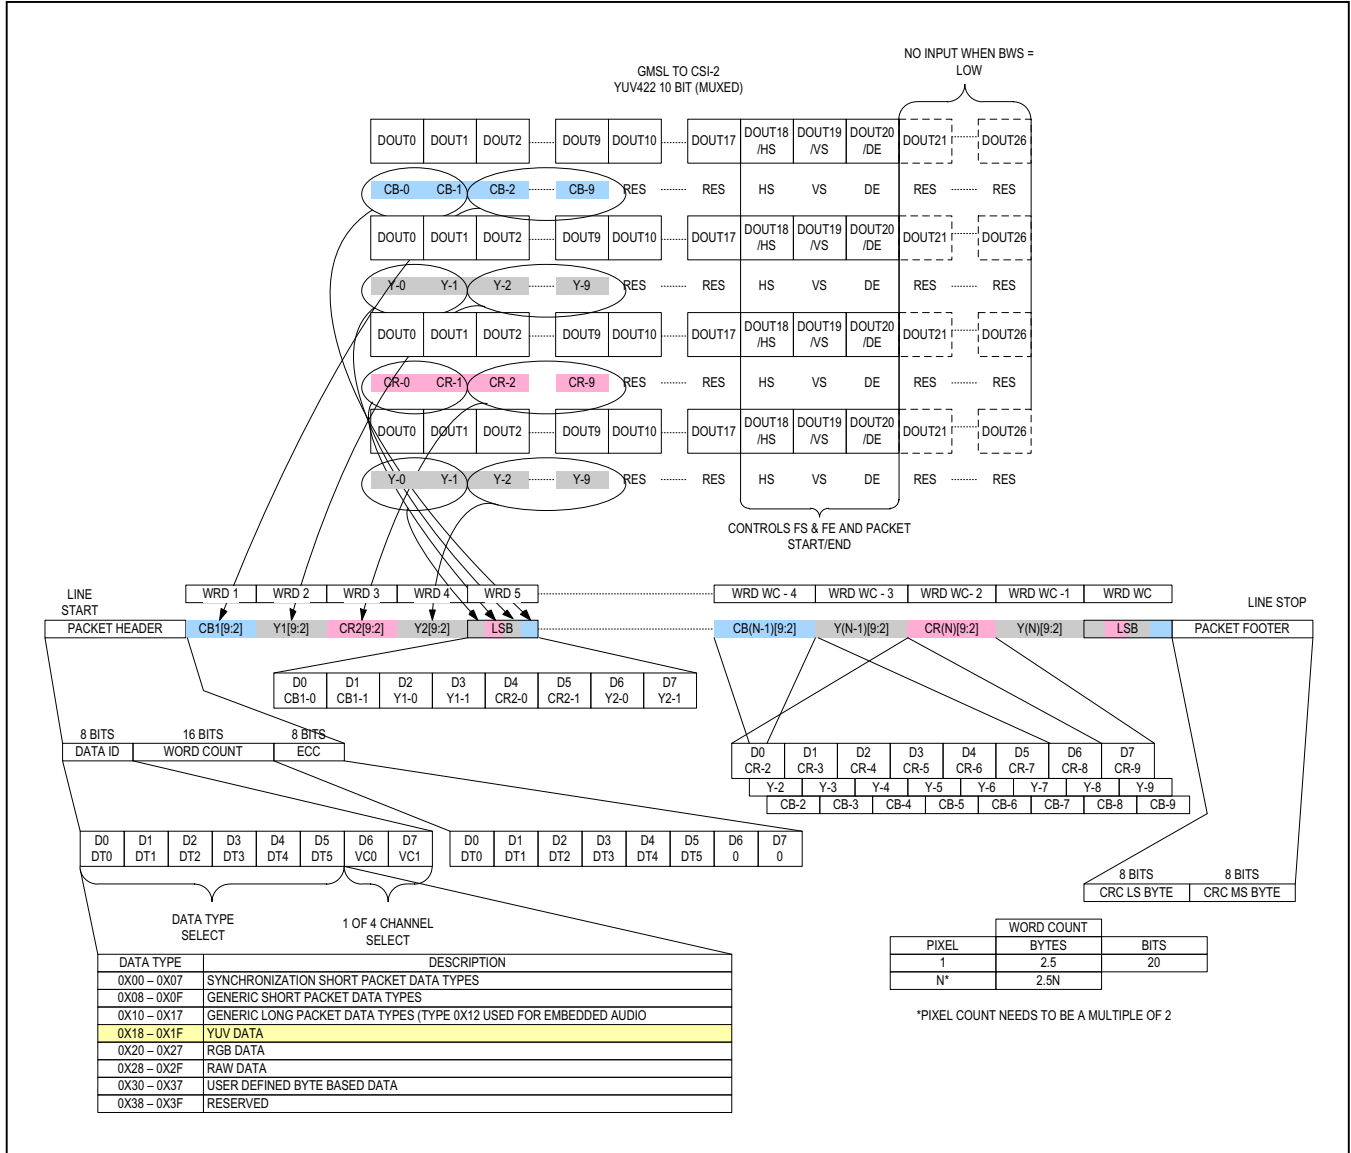 NO INPUT WHEN BWS =
LOW
GMSL TO CSI-2
YUV422 10 BIT (MUXED)
DOUT0 DOUT1 DOUT2 DOUT9 DOUT10 DOUT17 DOUT18 /HS DOUT19 /VS DOUT20 /DE DOUT21 DOUT26
CB-0 CB-1 CB-2 CB-9 RES RES HS VS DE RES RES
DOUT0 DOUT1 DOUT2 DOUT9 DOUT10 DOUT17 DOUT18 /HS DOUT19 /VS DOUT20 /DE DOUT21 DOUT26
Y-0 Y-1 Y-2 Y-9 RES RES HS VS DE RES RES
DOUT0 DOUT1 DOUT2 DOUT9 DOUT10 DOUT17 DOUT18 /HS DOUT19 /VS DOUT20 /DE DOUT21 DOUT26
CR-0 CR-1 CR-2 CR-9 RES RES HS VS DE RES RES
DOUT0 DOUT1 DOUT2 DOUT9 DOUT10 DOUT17 DOUT18 /HS DOUT19 /VS DOUT20 /DE DOUT21 DOUT26
Y-0 Y-1 Y-2 Y-9 RES RES HS VS DE RES RES
CONTROLS FS & FE AND PACKET
START/END
LINE
START
WRD 1 WRD 2 WRD 3 WRD 4 WRD 5 WRD WC - 4 WRD WC - 3 WRD WC- 2 WRD WC -1 WRD WC
LINE STOP
PACKET HEADER CB1[9:2] Y1[9:2] CR2[9:2] Y2[9:2] LSB CB(N-1)[9:2] Y(N-1)[9:2] CR(N)[9:2] Y(N)[9:2] LSB PACKET FOOTER
D0 D1 D2 D3 D4 D5 D6 D7
CB1-0 CB1-1 Y1-0 Y1-1 CR2-0 CR2-1 Y2-0 Y2-1
8 BITS 16 BITS 8 BITS
DATA ID WORD COUNT ECC
D0 D1 D2 D3 D4 D5 D6 D7
CR-2 CR-3 CR-4 CR-5 CR-6 CR-7 CR-8 CR-9
Y-2 Y-3 Y-4 Y-5 Y-6 Y-7 Y-8 Y-9
CB-2 CB-3 CB-4 CB-5 CB-6 CB-7 CB-8 CB-9
D0 D1 D2 D3 D4 D5 D6 D7
DT0 DT1 DT2 DT3 DT4 DT5 VC0 VC1
D0 D1 D2 D3 D4 D5 D6 D7
DT0 DT1 DT2 DT3 DT4 DT5 0 0
8 BITS 8 BITS
CRC LS BYTE CRC MS BYTE
DATA TYPE
SELECT
1 OF 4 CHANNEL
SELECT
WORD COUNT
PIXEL BYTES BITS
1 2.5 20
N* 2.5N
*PIXEL COUNT NEEDS TO BE A MULTIPLE OF 2
DATA TYPE DESCRIPTION
0X00 – 0X07 SYNCHRONIZATION SHORT PACKET DATA TYPES
0X08 – 0X0F GENERIC SHORT PACKET DATA TYPES
0X10 – 0X17 GENERIC LONG PACKET DATA TYPES (TYPE 0X12 USED FOR EMBEDDED AUDIO
0X18 – 0X1F YUV DATA
0X20 – 0X27 RGB DATA
0X28 – 0X2F RAW DATA
0X30 – 0X37 USER DEFINED BYTE BASED DATA
0X38 – 0X3F RESERVED